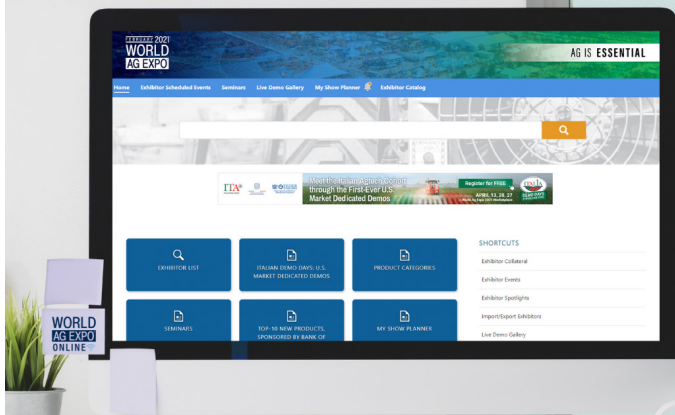 FEBRUARY 2021
WORLD
AG EXPO
AG IS ESSENTIAL
Home Exhibitor Scheduled Events Seminars Live Demo Gallery My Show Planner Exhibitor Catalog
ITA
Meet the Italian Agtech Cohort
through the First-Ever U.S.
Market Dedicated Demos
Register for FREE
APRIL 13, 20, 27
DEMO DAYS
EXHIBITOR LIST
ITALIAN DEMO DAYS; U.S.
MARKET DEDICATED DEMOS
PRODUCT CATEGORIES
SEMINARS
TOP-10 NEW PRODUCTS,
SPONSORED BY BANK OF
MY SHOW PLANNER
SHORTCUTS
Exhibitor Collateral
Exhibitor Events
Exhibitor Spotlights
Import/Export Exhibitors
Live Demo Gallery
WORLD
AG EXPO
ONLINE